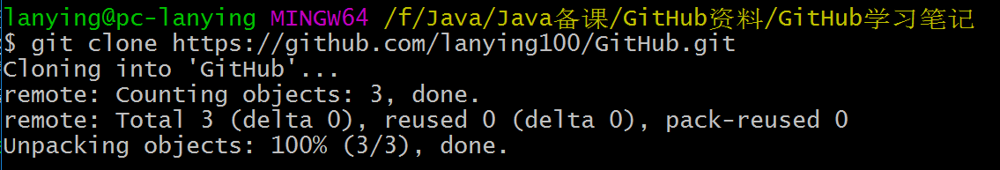 lanying@pc-lanying MINGW64 /f/Java/Java备课/GitHub资料/GitHub学习笔记
$ git clone https://github.com/lanying100/GitHub.git
Cloning into 'GitHub'...
remote: Counting objects: 3, done.
remote: Total 3 (delta 0), reused 0 (delta 0), pack-reused 0
Unpacking objects: 100% (3/3), done.